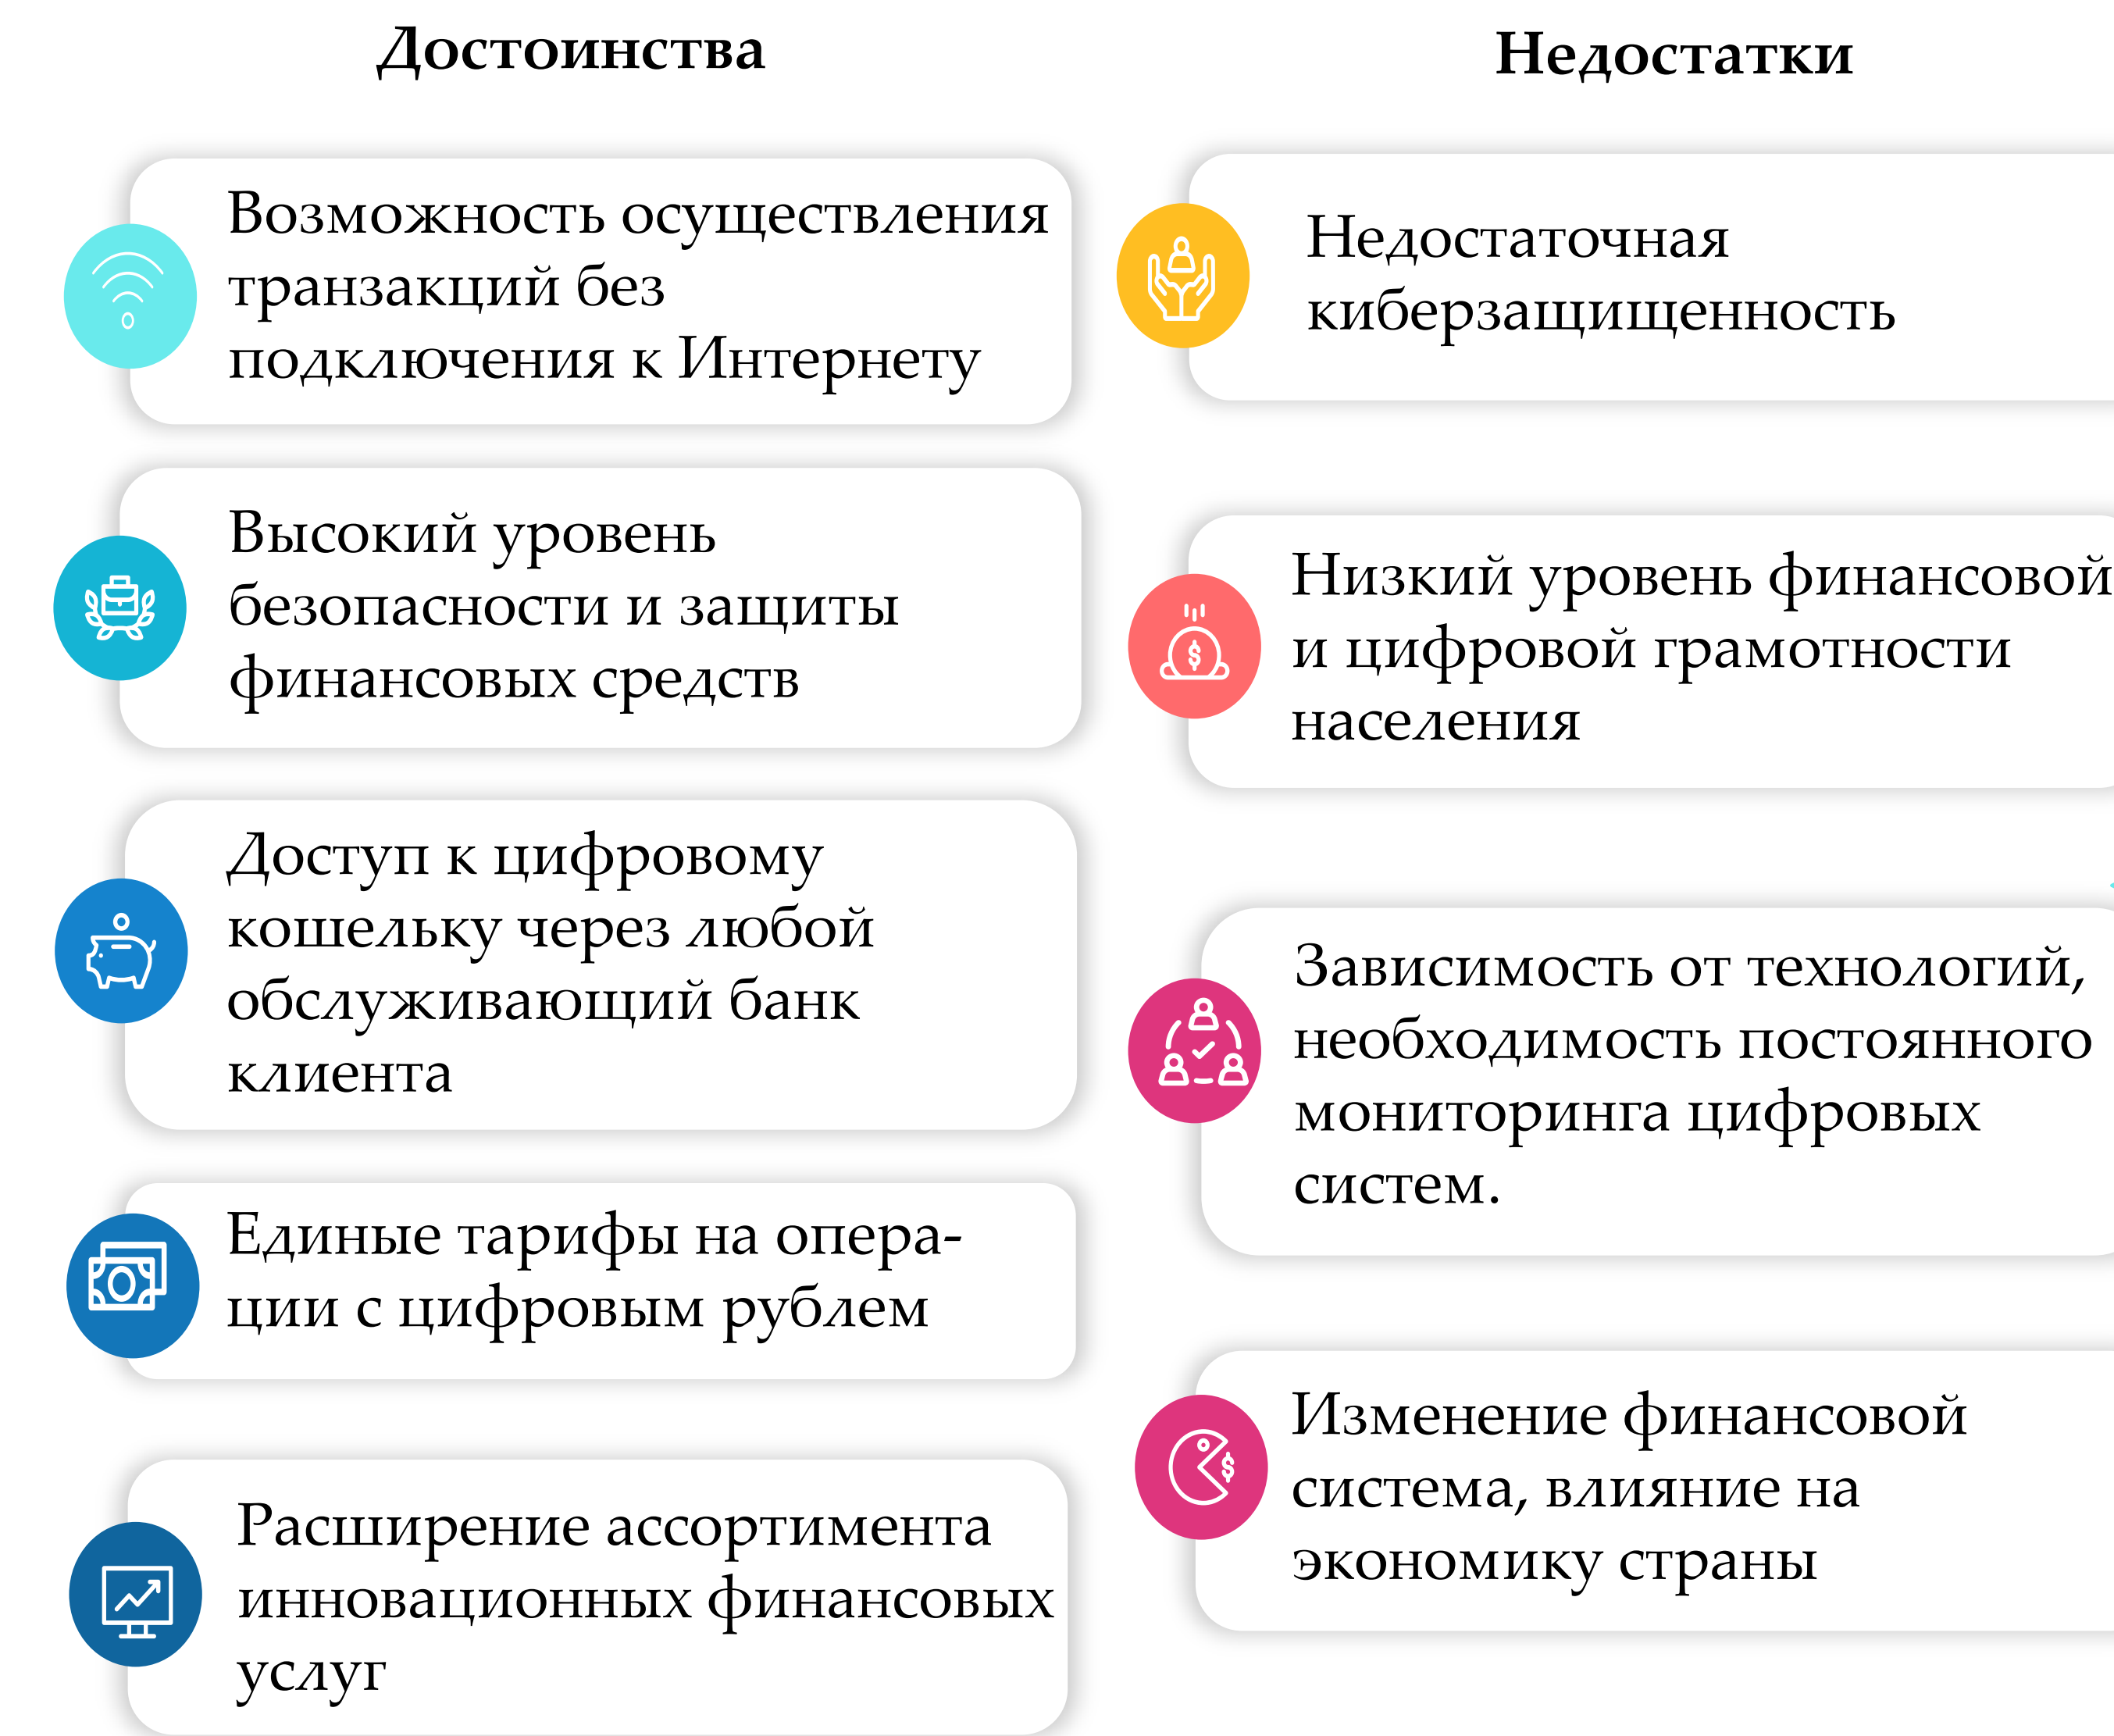 Достоинства
Возможность осуществления
транзакций без
подключения к Интернету
Высокий уровень
безопасности и защиты
финансовых средств
Доступ к цифровому
кошельку через любой
обслуживающий банк
клиента
Единые тарифы на опера-
ции с цифровым рублем
Расширение ассортимента
инновационных финансовых
услуг
Недостатки
Недостаточная
киберзащищенность
Низкий уровень финансовой
и цифровой грамотности
населения
Зависимость от технологий,
необходимость постоянного
мониторинга цифровых
систем.
Изменение финансовой
система, влияние на
экономику страны